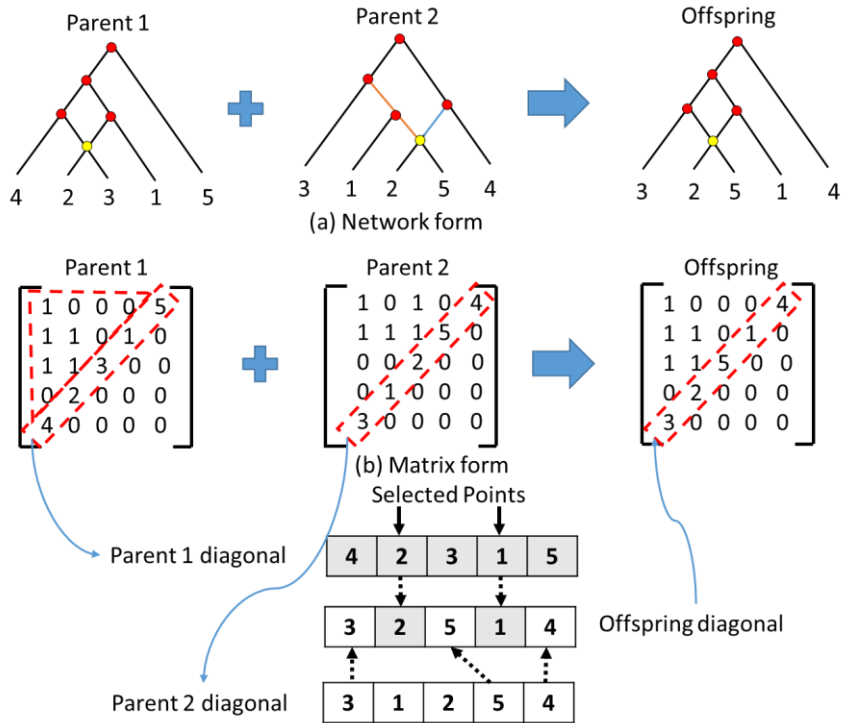 Parent 1 Parent 2 Offspring
4 2 3 1 5 3 1 2 5 4 3 2 5 1 4
(a) Network form
Parent 1 Parent 2 Offspring
1 0 0 0 5 1 0 1 0 4 1 0 0 0 4
1 1 0 1 0 1 1 1 5 0 1 1 0 1 0
1 1 3 0 0 0 0 2 0 0 1 1 5 0 0
0 2 0 0 0 0 1 0 0 0 0 2 0 0 0
4 0 0 0 0 3 0 0 0 0 3 0 0 0 0
(b) Matrix form
Selected Points
Parent 1 diagonal 4 2 3 1 5
3 2 5 1 4 Offspring diagonal
Parent 2 diagonal 3 1 2 5 4